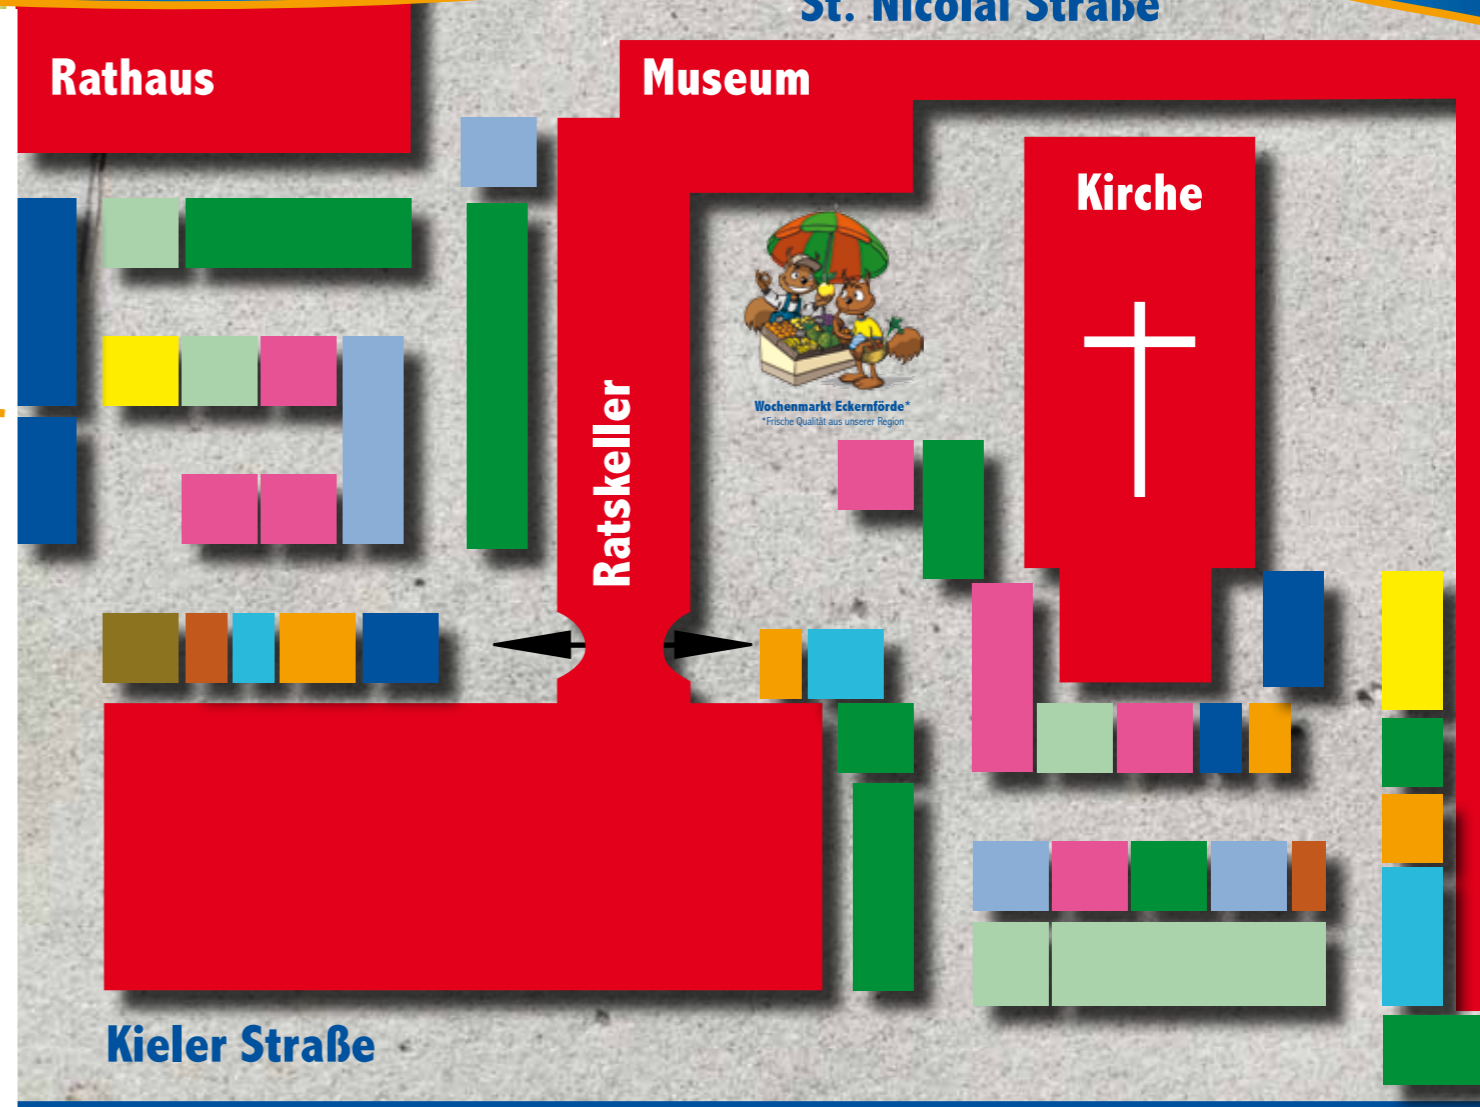 St. Nicolai Straße
Rathaus
Museum
Kirche
Ratskeller
Wochenmarkt Eckernförde*
*Frische Qualität aus unserer Region
Kieler Straße